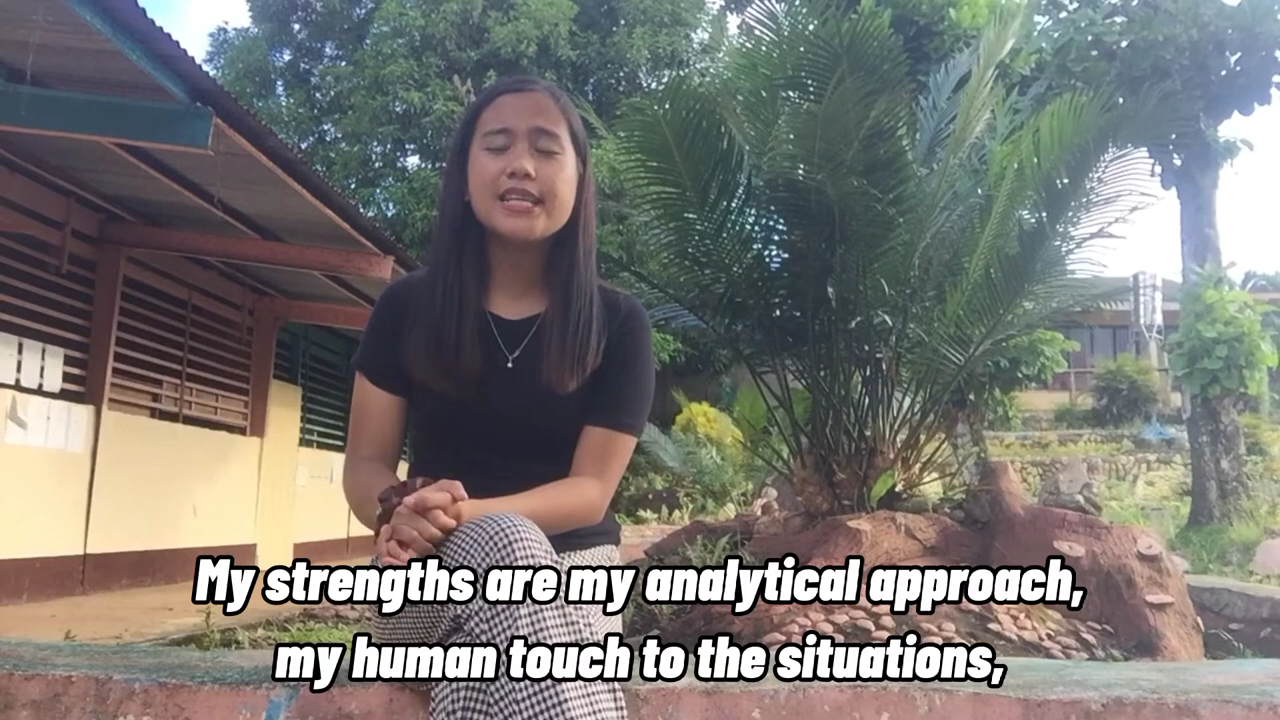 My strengths are my analytical approach,
my human touch to the situations,